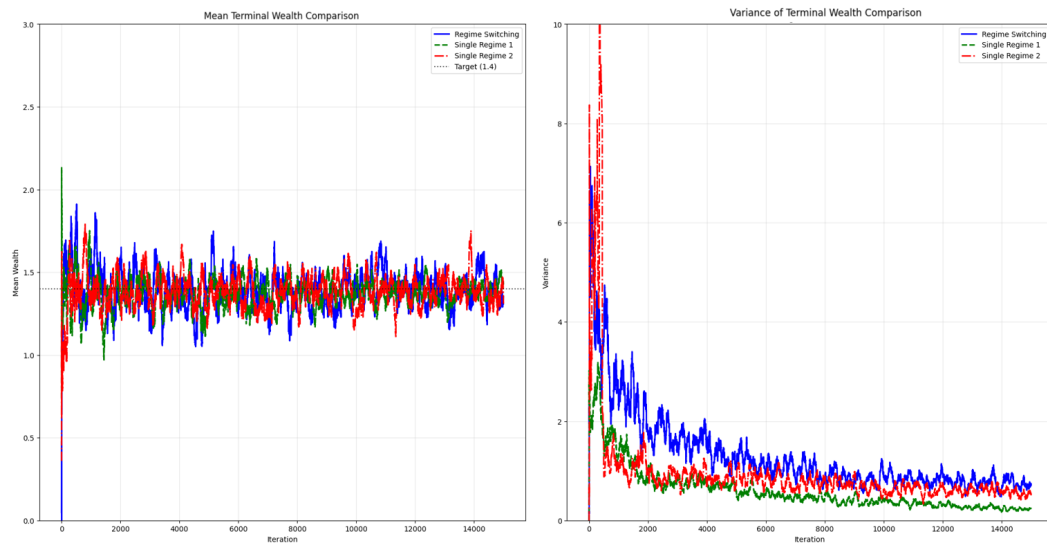 Mean Terminal Wealth Comparison
3.0
2.5
2.0
1.5
1.0
0.5
0.0
Mean Wealth
0
2000
4000
6000
8000
10000
12000
14000
Iteration
Regime Switching
Single Regime 1
Single Regime 2
Target (1.4)
Variance of Terminal Wealth Comparison
10
8
6
4
2
0
Variance
0
2000
4000
6000
8000
10000
12000
14000
Iteration
Regime Switching
Single Regime 1
Single Regime 2